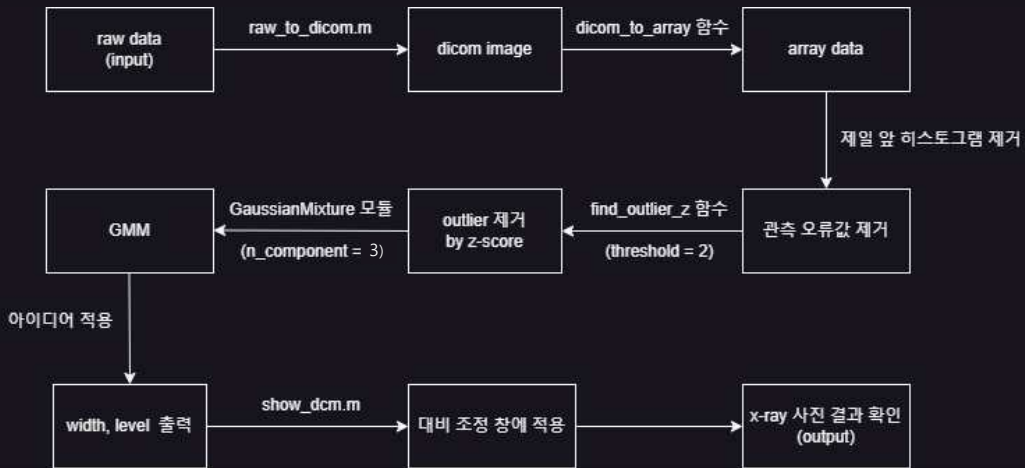 raw data
(input)
raw_to_dicom.m
dicom image
dicom_to_array 함수
array data
제일 앞 히스토그램 제거
관측 오류값 제거
find_outlier_z 함수
(threshold = 2)
outlier 제거
by z-score
GaussianMixture 모듈
(n_component = 3)
GMM
아이디어 적용
width, level 출력
show_dcm.m
대비 조정 창에 적용
x-ray 사진 결과 확인
(output)